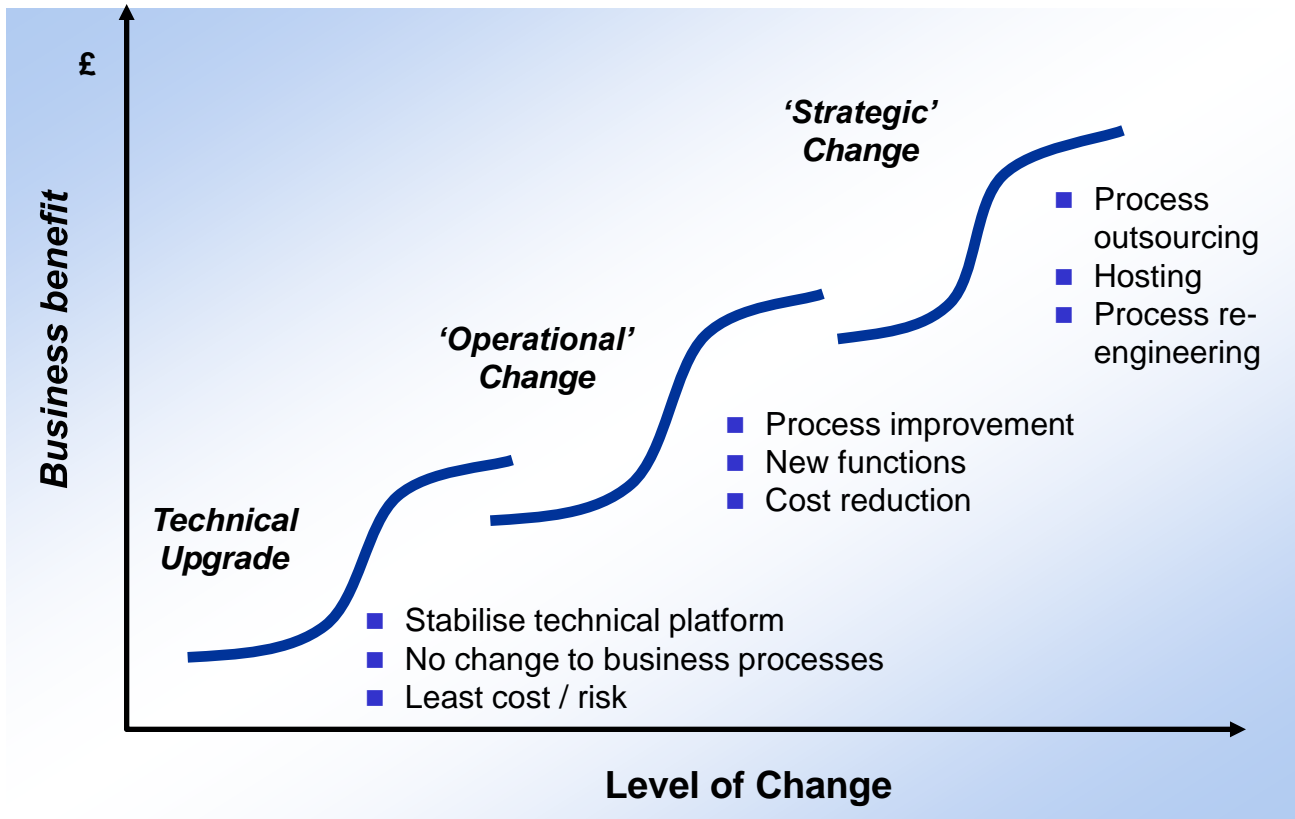 £
Business benefit
‘Strategic’
Change
Process
outsourcing
Hosting
Process re-
engineering
‘Operational’
Change
Process improvement
New functions
Cost reduction
Technical
Upgrade
Stabilise technical platform
No change to business processes
Least cost / risk
Level of Change